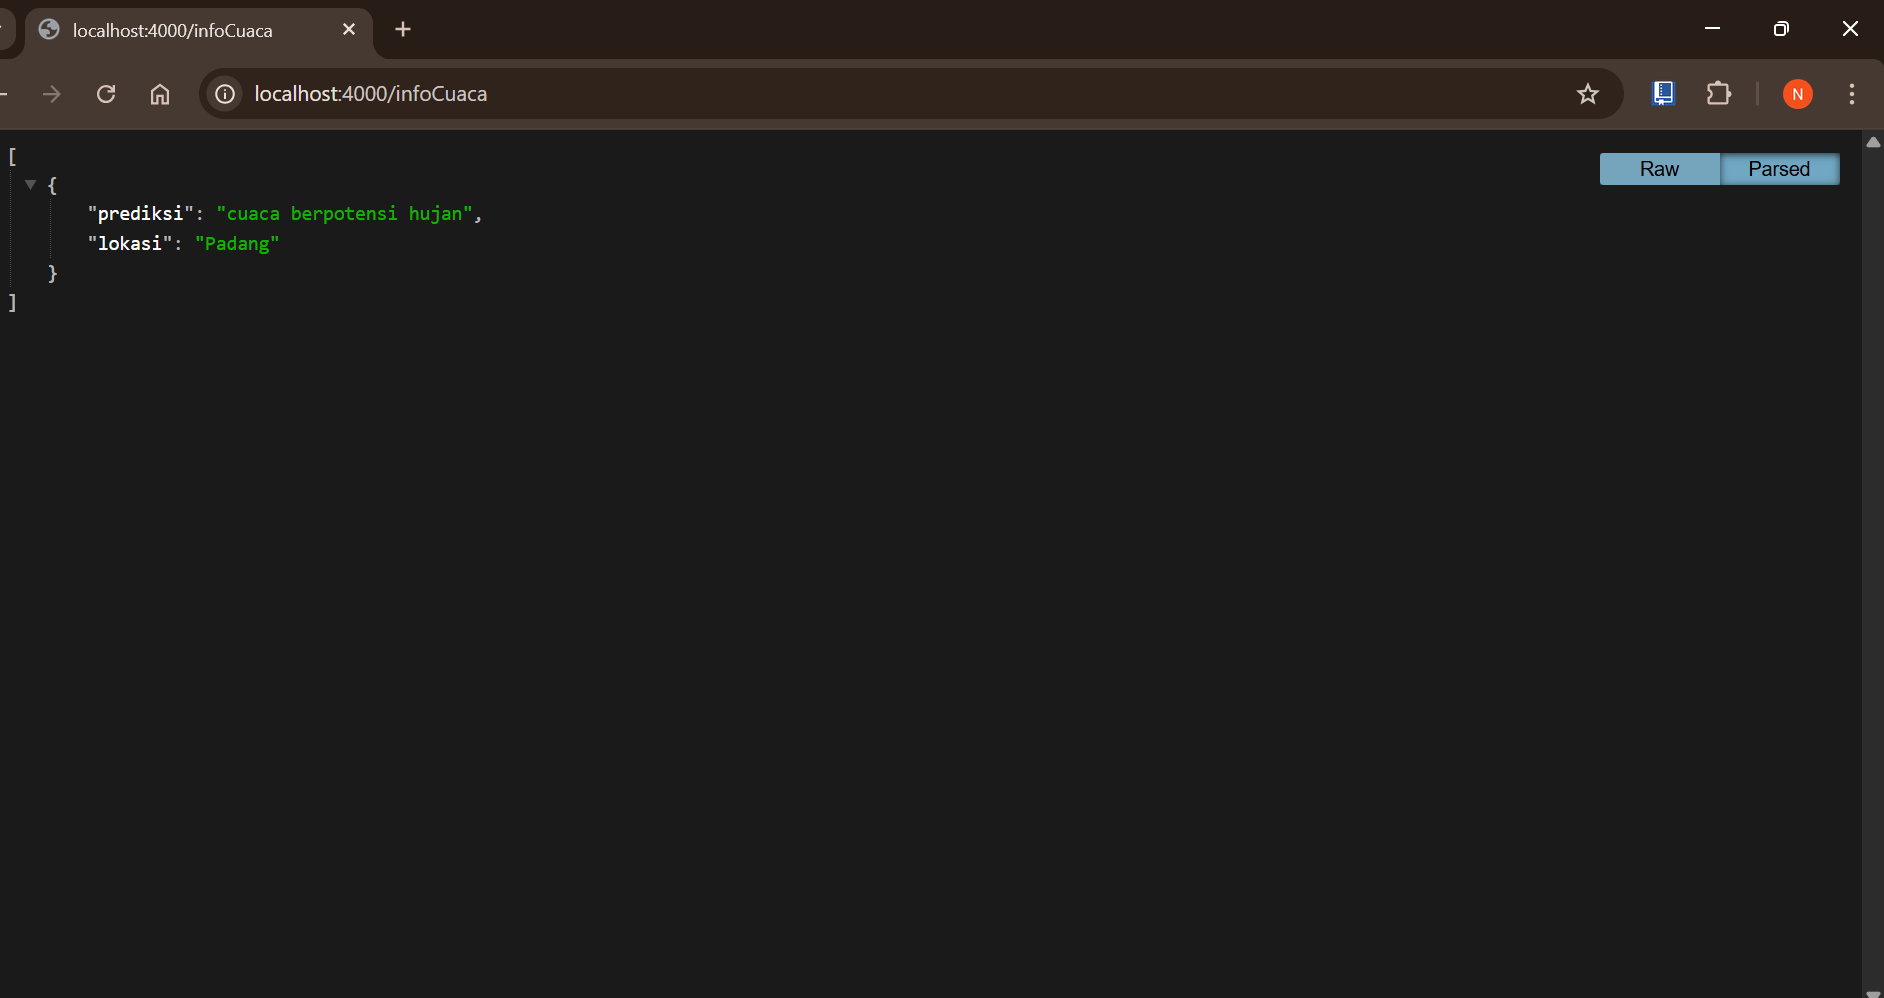 localhost:4000/infoCuaca
localhost:4000/infoCuaca
N
Raw Parsed
[
{
"prediksi": "cuaca berpotensi hujan",
"lokasi": "Padang"
}
]